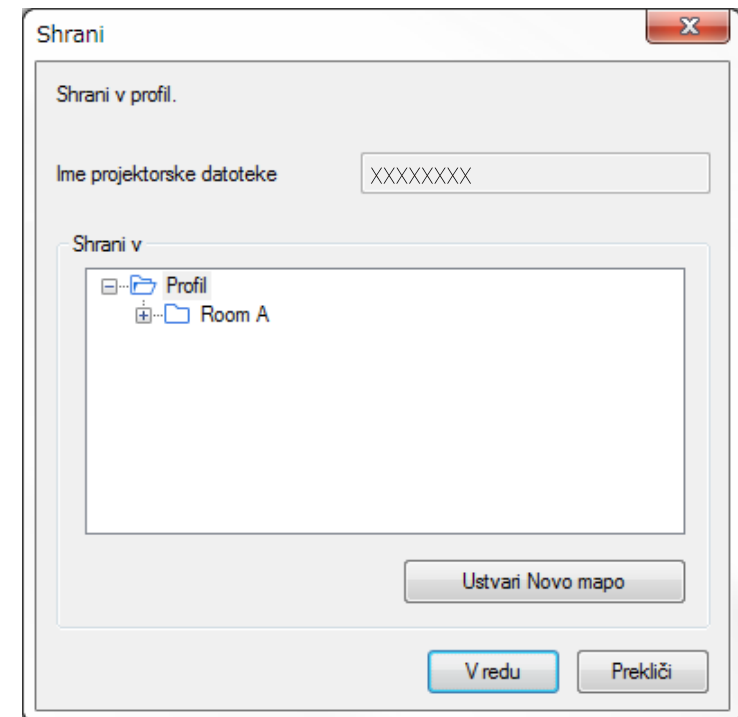 Shrani
Shrani v profil.
Ime projektorske datoteke XXXXXXXX
Shrani v
Profil
Room A
Ustvari Novo mapo
V redu Prekliči